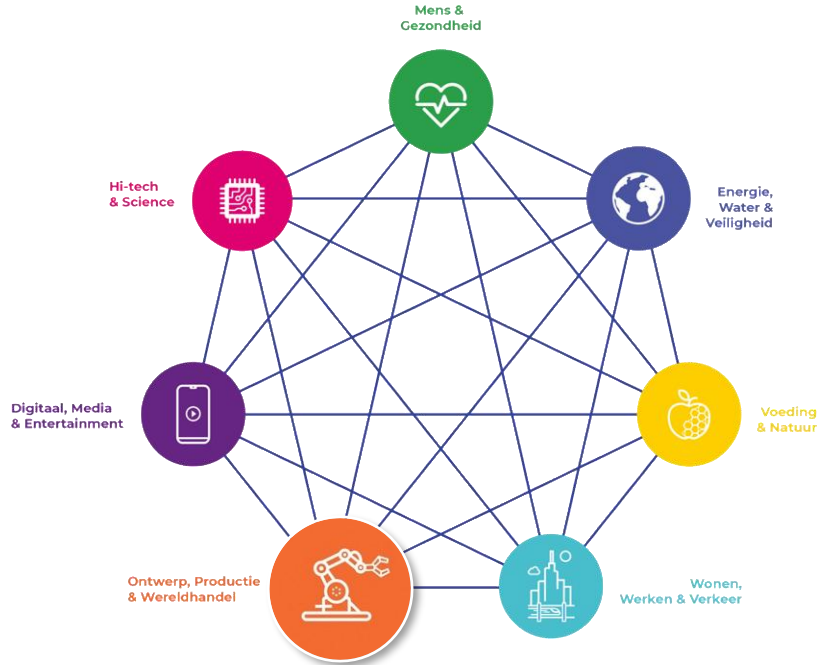 Mens &
Gezondheid
Hi-tech
& Science
Energie,
Water &
Veiligheid
Digitaal, Media
& Entertainment
Voeding
& Natuur
Ontwerp, Productie
& Wereldhandel
Wonen,
Werken & Verkeer